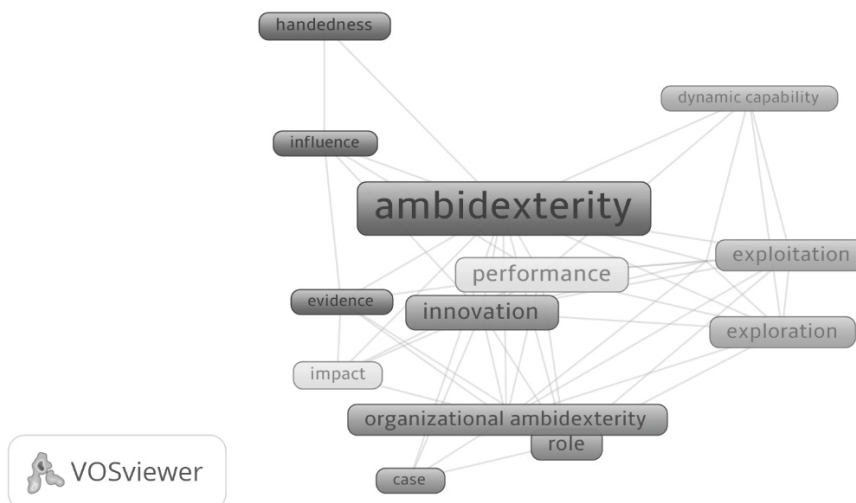 handedness
dynamic capability
influence
ambidexterity
exploitation
performance
evidence
innovation
exploration
impact
organizational ambidexterity
role
VOSviewer
case